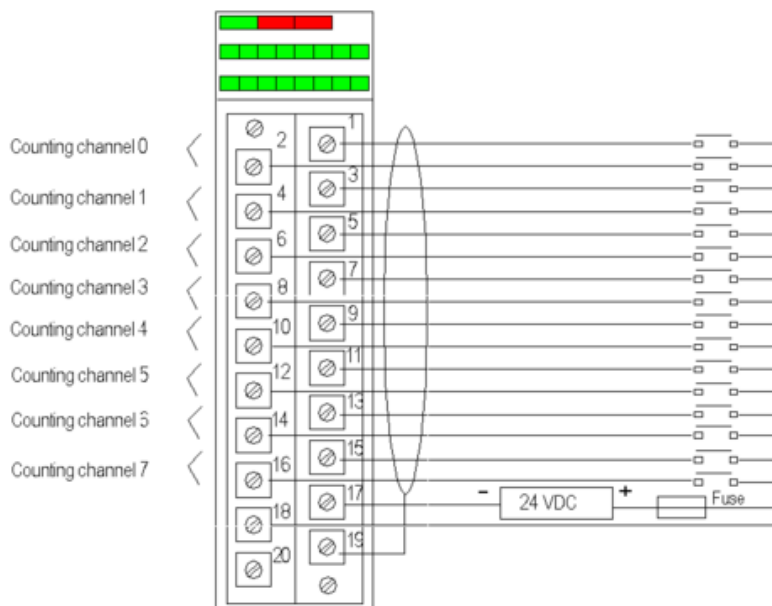 Counting channel 0
Counting channel 1
Counting channel 2
Counting channel 3
Counting channel 4
Counting channel 5
Counting channel 6
Counting channel 7
1
2
3
4
5
6
7
8
9
10
11
12
13
14
15
16
17
18
19
20
- 24 VDC + Fuse